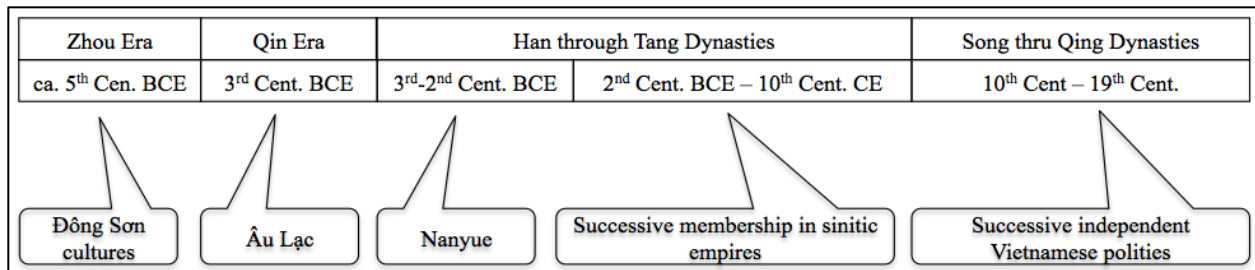 Zhou Era
Qin Era
Han through Tang Dynasties
Song thru Qing Dynasties
ca. 5th Cen. BCE
3rd Cent. BCE
3rd-2nd Cent. BCE
2nd Cent. BCE – 10th Cent. CE
10th Cent – 19th Cent.
Đông Sơn
cultures
Âu Lạc
Nanyue
Successive membership in sinitic
empires
Successive independent
Vietnamese polities